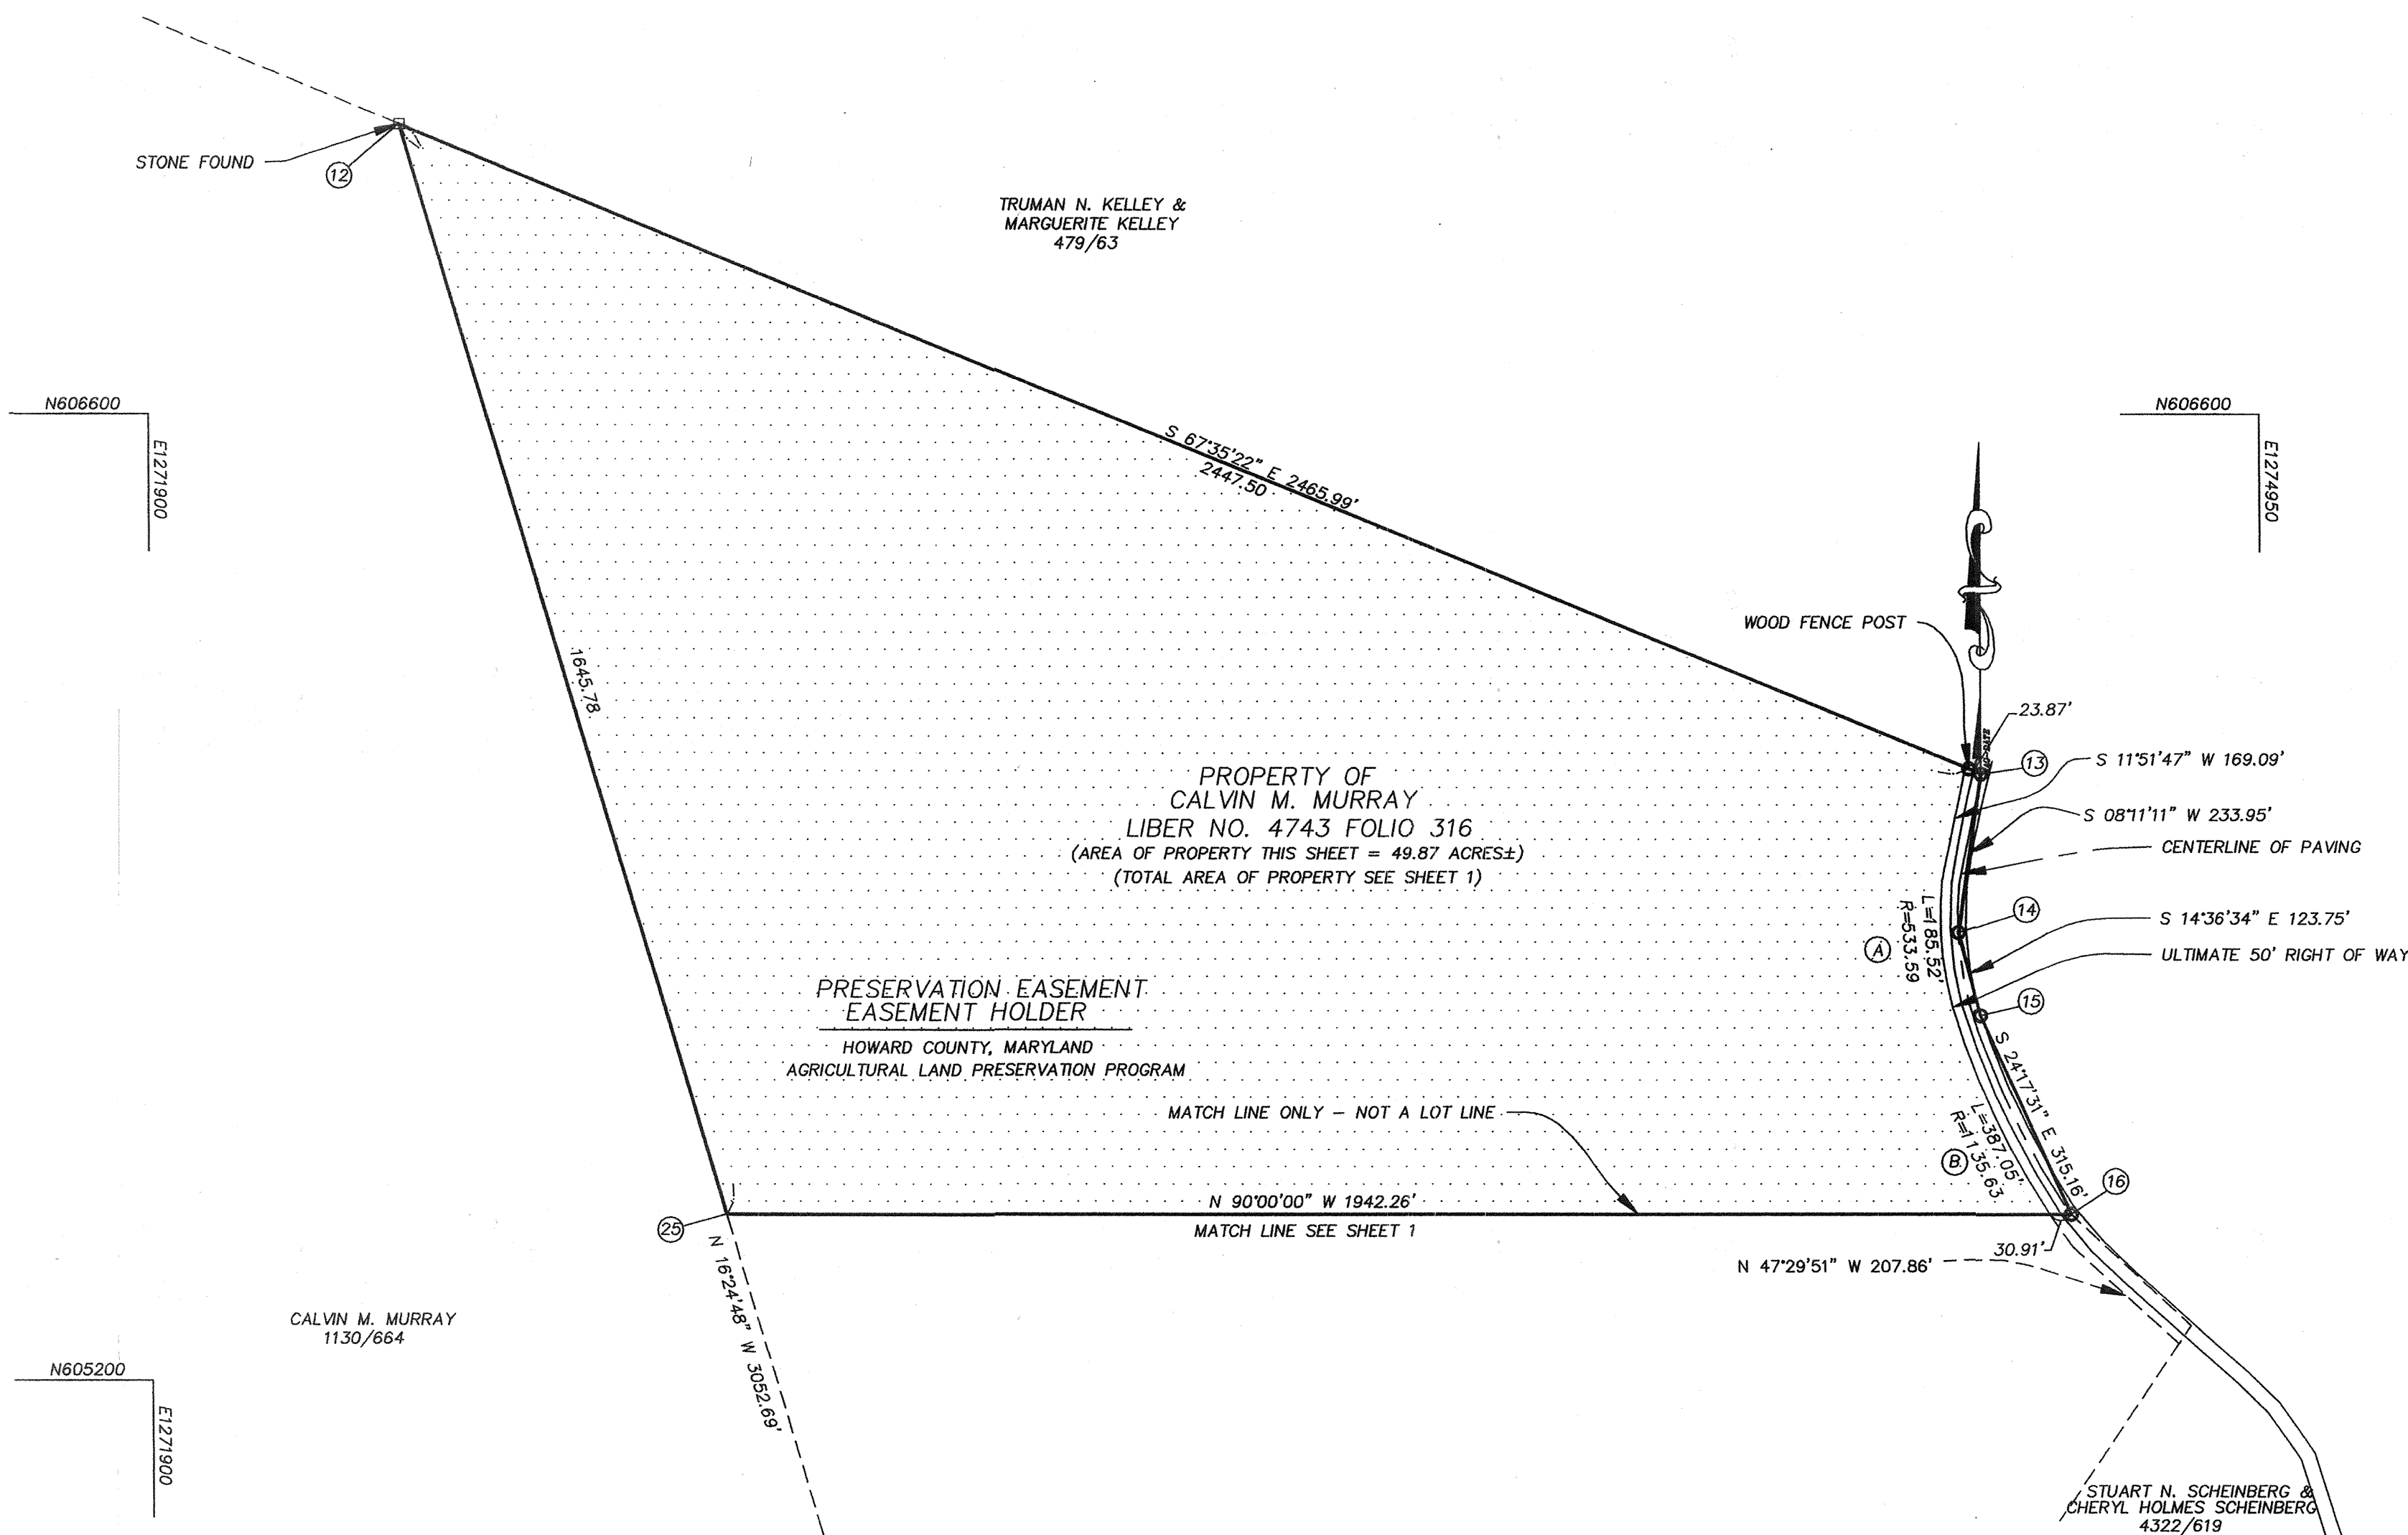 STONE FOUND
12
TRUMAN N. KELLEY &
MARGUERITE KELLEY
479/63
N606600
E1271900
N606600
E1274950
S 67°35'22" E 2465.99'
2447.50
WOOD FENCE POST
1645.78
23.87'
13
S 11°51'47" W 169.09'
S 08°11'11" W 233.95'
CENTERLINE OF PAVING
PROPERTY OF
CALVIN M. MURRAY
LIBER NO. 4743 FOLIO 316
(AREA OF PROPERTY THIS SHEET = 49.87 ACRES±)
(TOTAL AREA OF PROPERTY SEE SHEET 1)
14
S 14°36'34" E 123.75'
ULTIMATE 50' RIGHT OF WAY
L=185.52'
R=533.59
A
15
PRESERVATION EASEMENT
EASEMENT HOLDER
HOWARD COUNTY, MARYLAND
AGRICULTURAL LAND PRESERVATION PROGRAM
S 24°17'31" E 315.16'
L=387.05'
R=1135.63
B
MATCH LINE ONLY – NOT A LOT LINE
16
N 90°00'00" W 1942.26'
MATCH LINE SEE SHEET 1
25
30.91'
N 47°29'51" W 207.86'
N 16°24'48" W 3052.69'
CALVIN M. MURRAY
1130/664
N605200
E1271900
STUART N. SCHEINBERG &
CHERYL HOLMES SCHEINBERG
4322/619